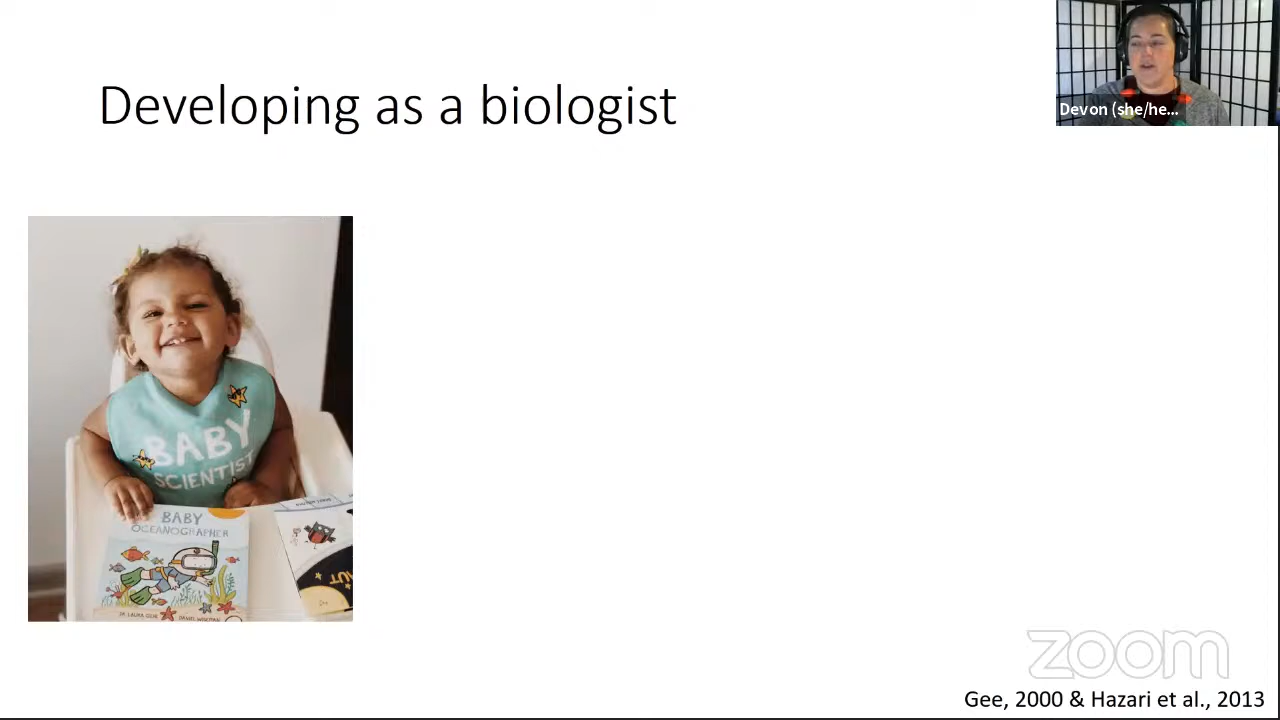 Developing as a biologist
Devon (she/he...
BABY
SCIENTIST
BABY
OCEANOGRAPHER
zoom
Gee, 2000 & Hazari et al., 2013